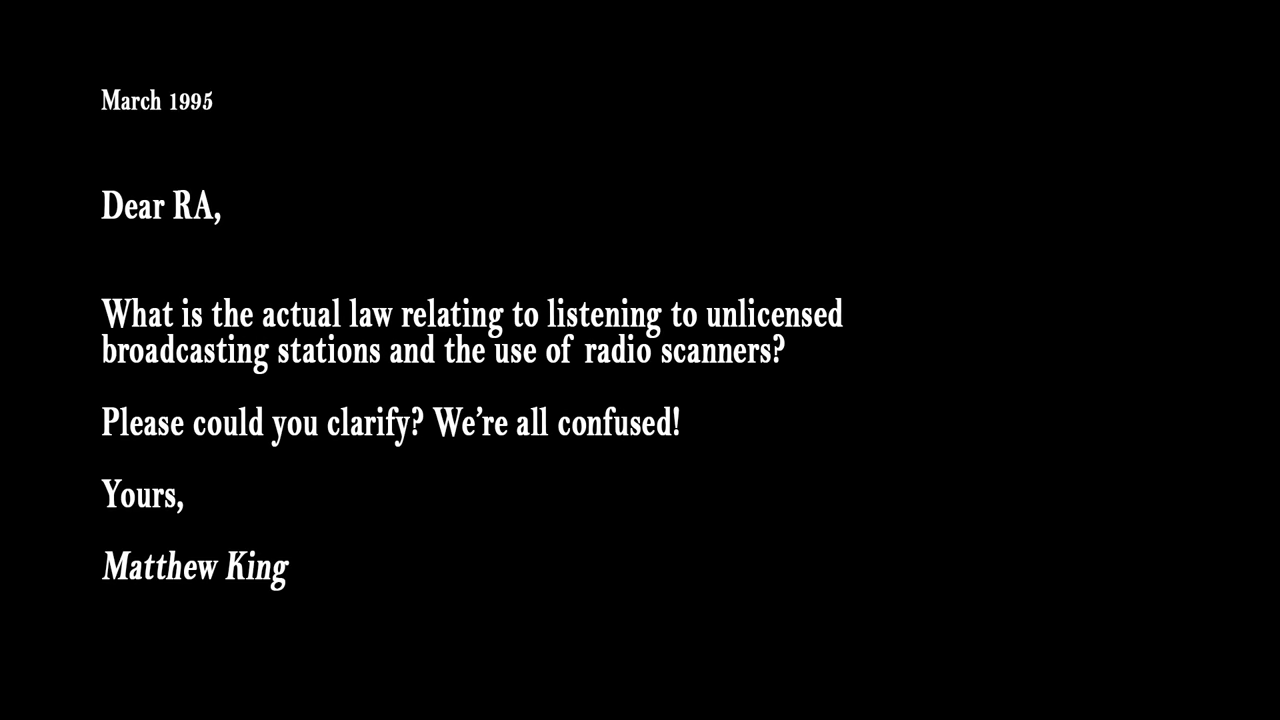 March 1995
Dear RA,
What is the actual law relating to listening to unlicensed
broadcasting stations and the use of radio scanners?
Please could you clarify? We’re all confused!
Yours,
Matthew King